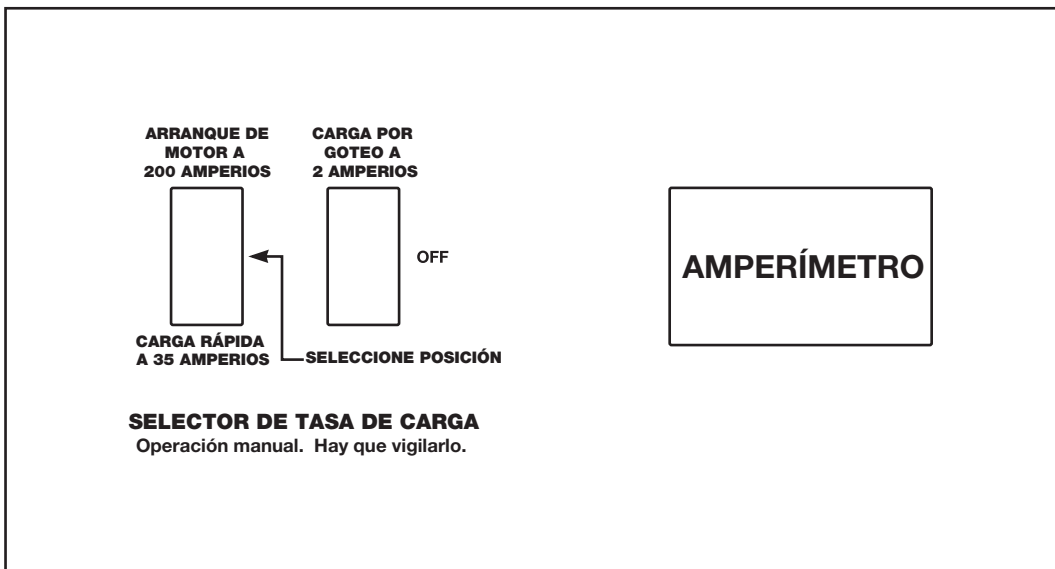 ARRANQUE DE
MOTOR A
200 AMPERIOS
CARGA POR
GOTEO A
2 AMPERIOS
OFF
AMPERÍMETRO
CARGA RÁPIDA
A 35 AMPERIOS
SELECCIONE POSICIÓN
SELECTOR DE TASA DE CARGA
Operación manual. Hay que vigilarlo.